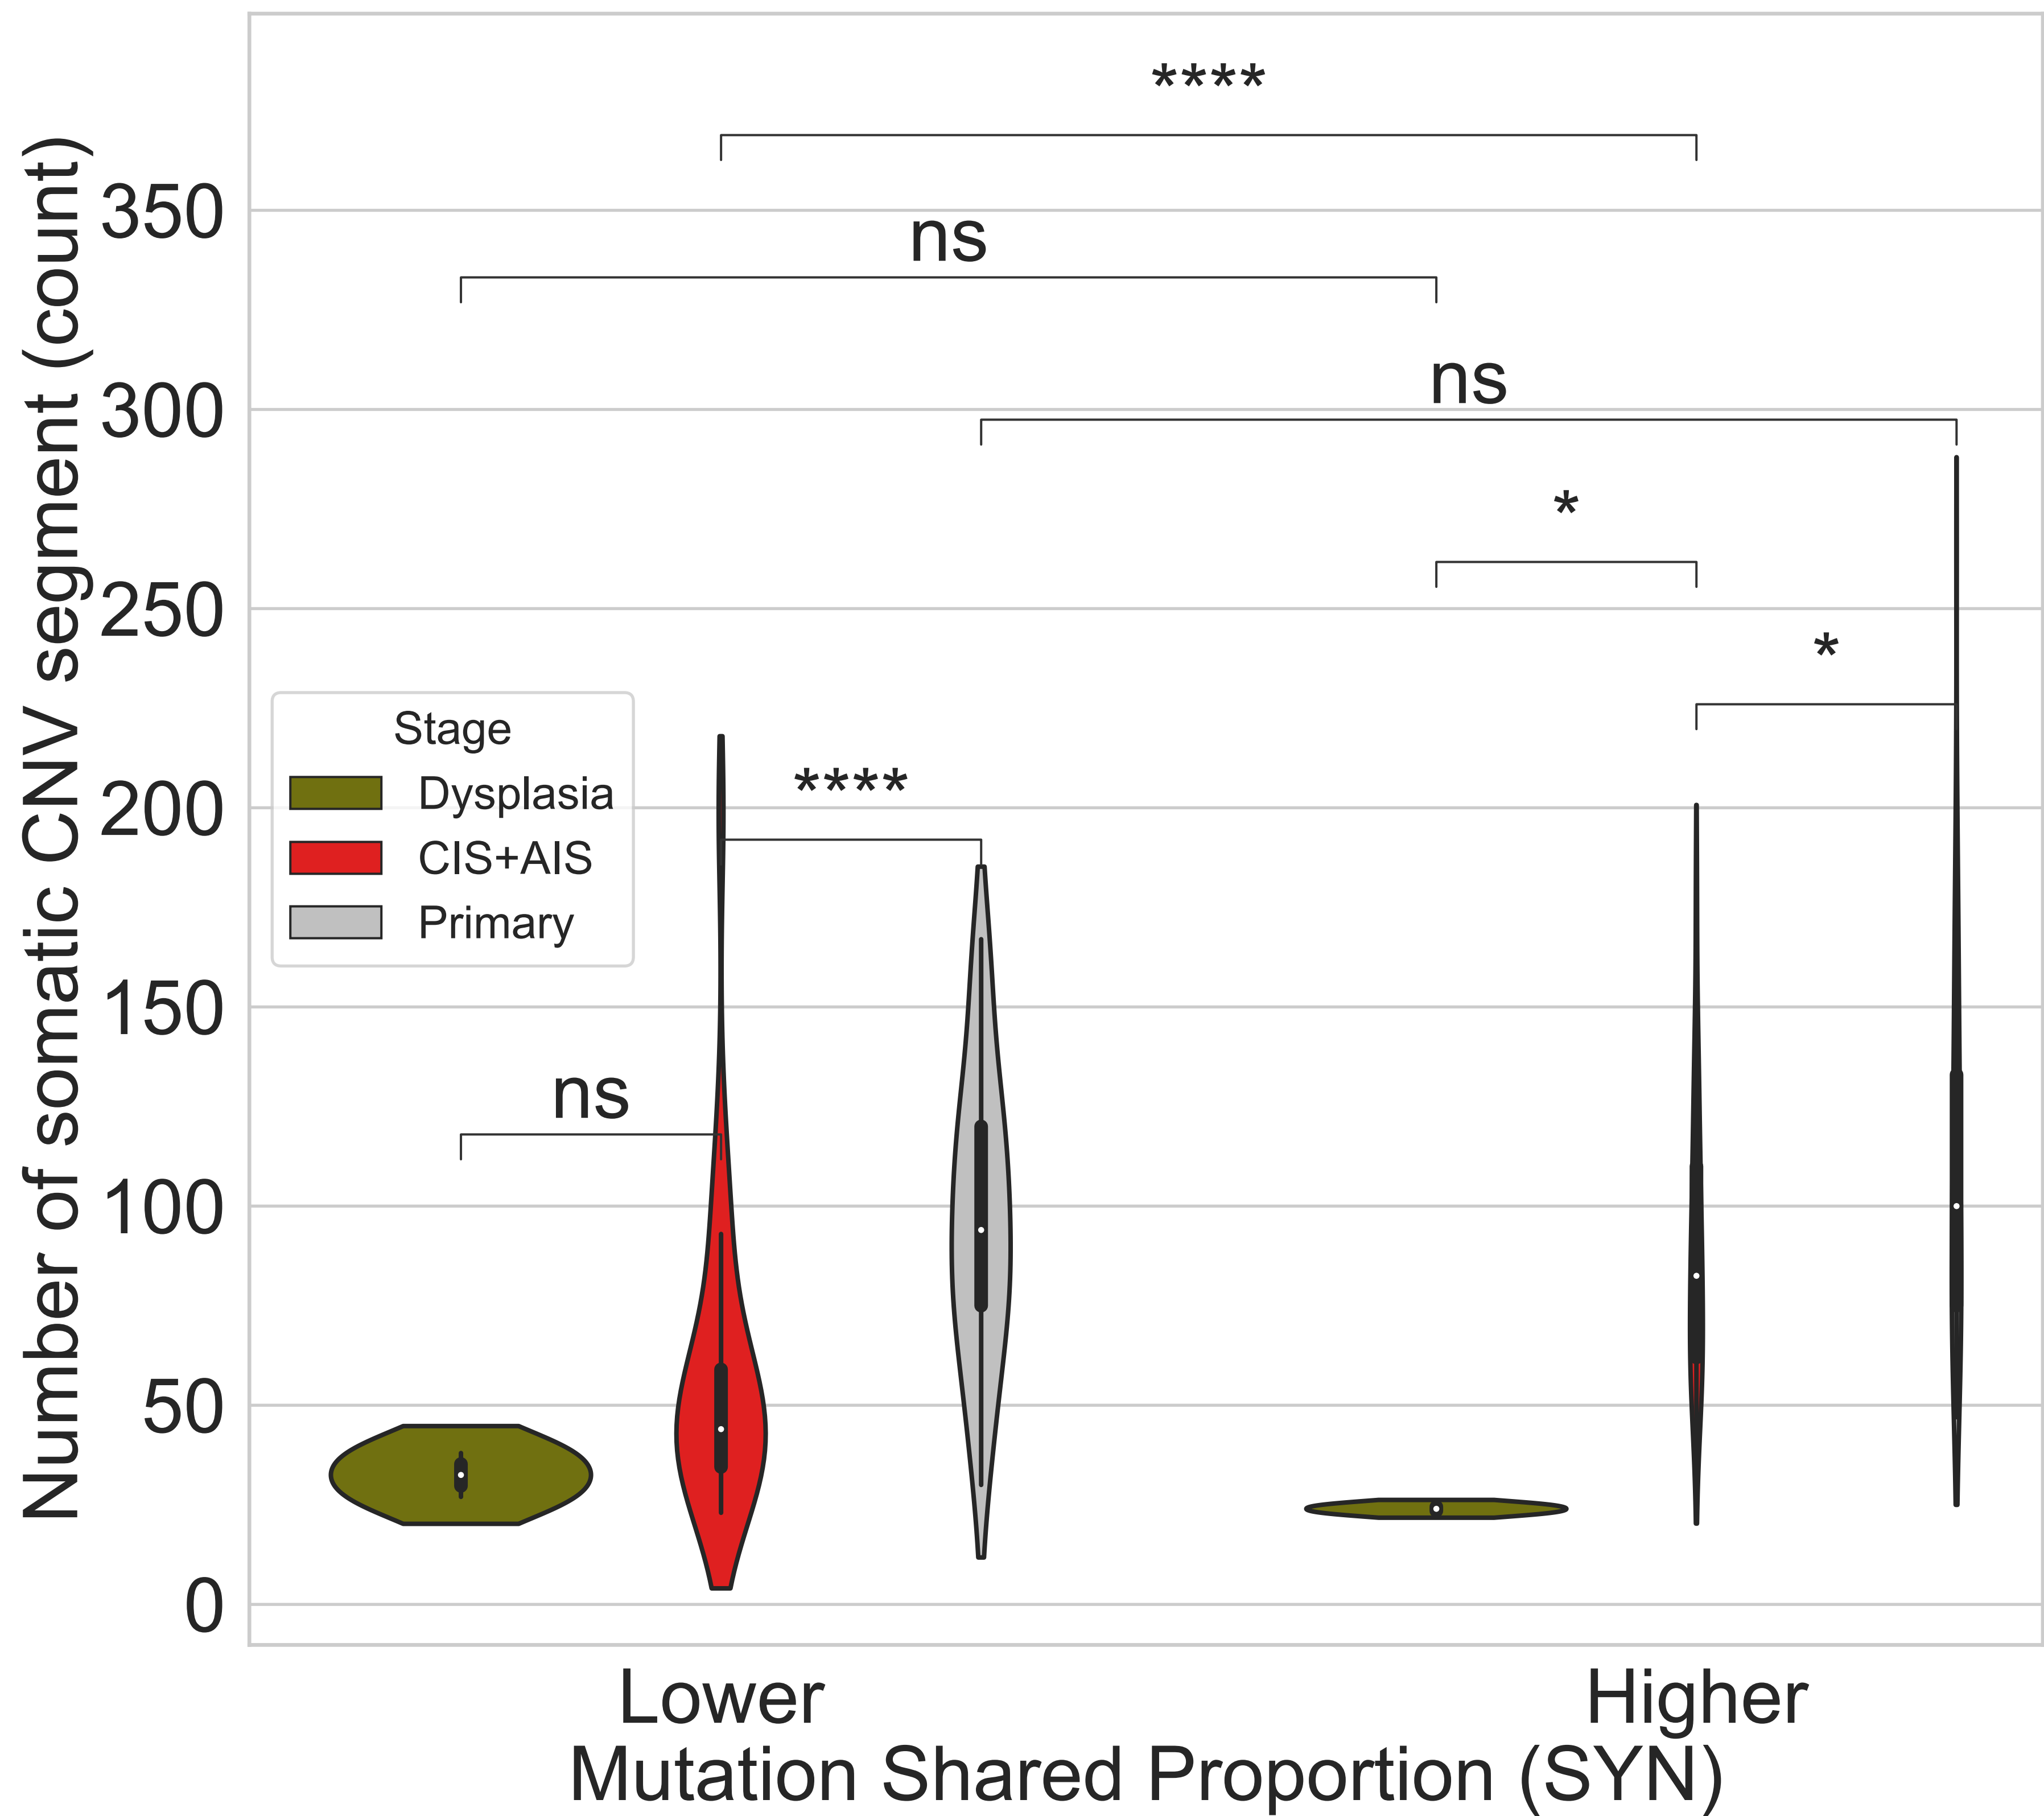 ****
350
ns
300
ns
*
250
*
Stage
Dysplasia
CIS+AIS
Primary
****
200
150
ns
100
50
0
Number of somatic CNV segment (count)
Lower
Higher
Mutation Shared Proportion (SYN)